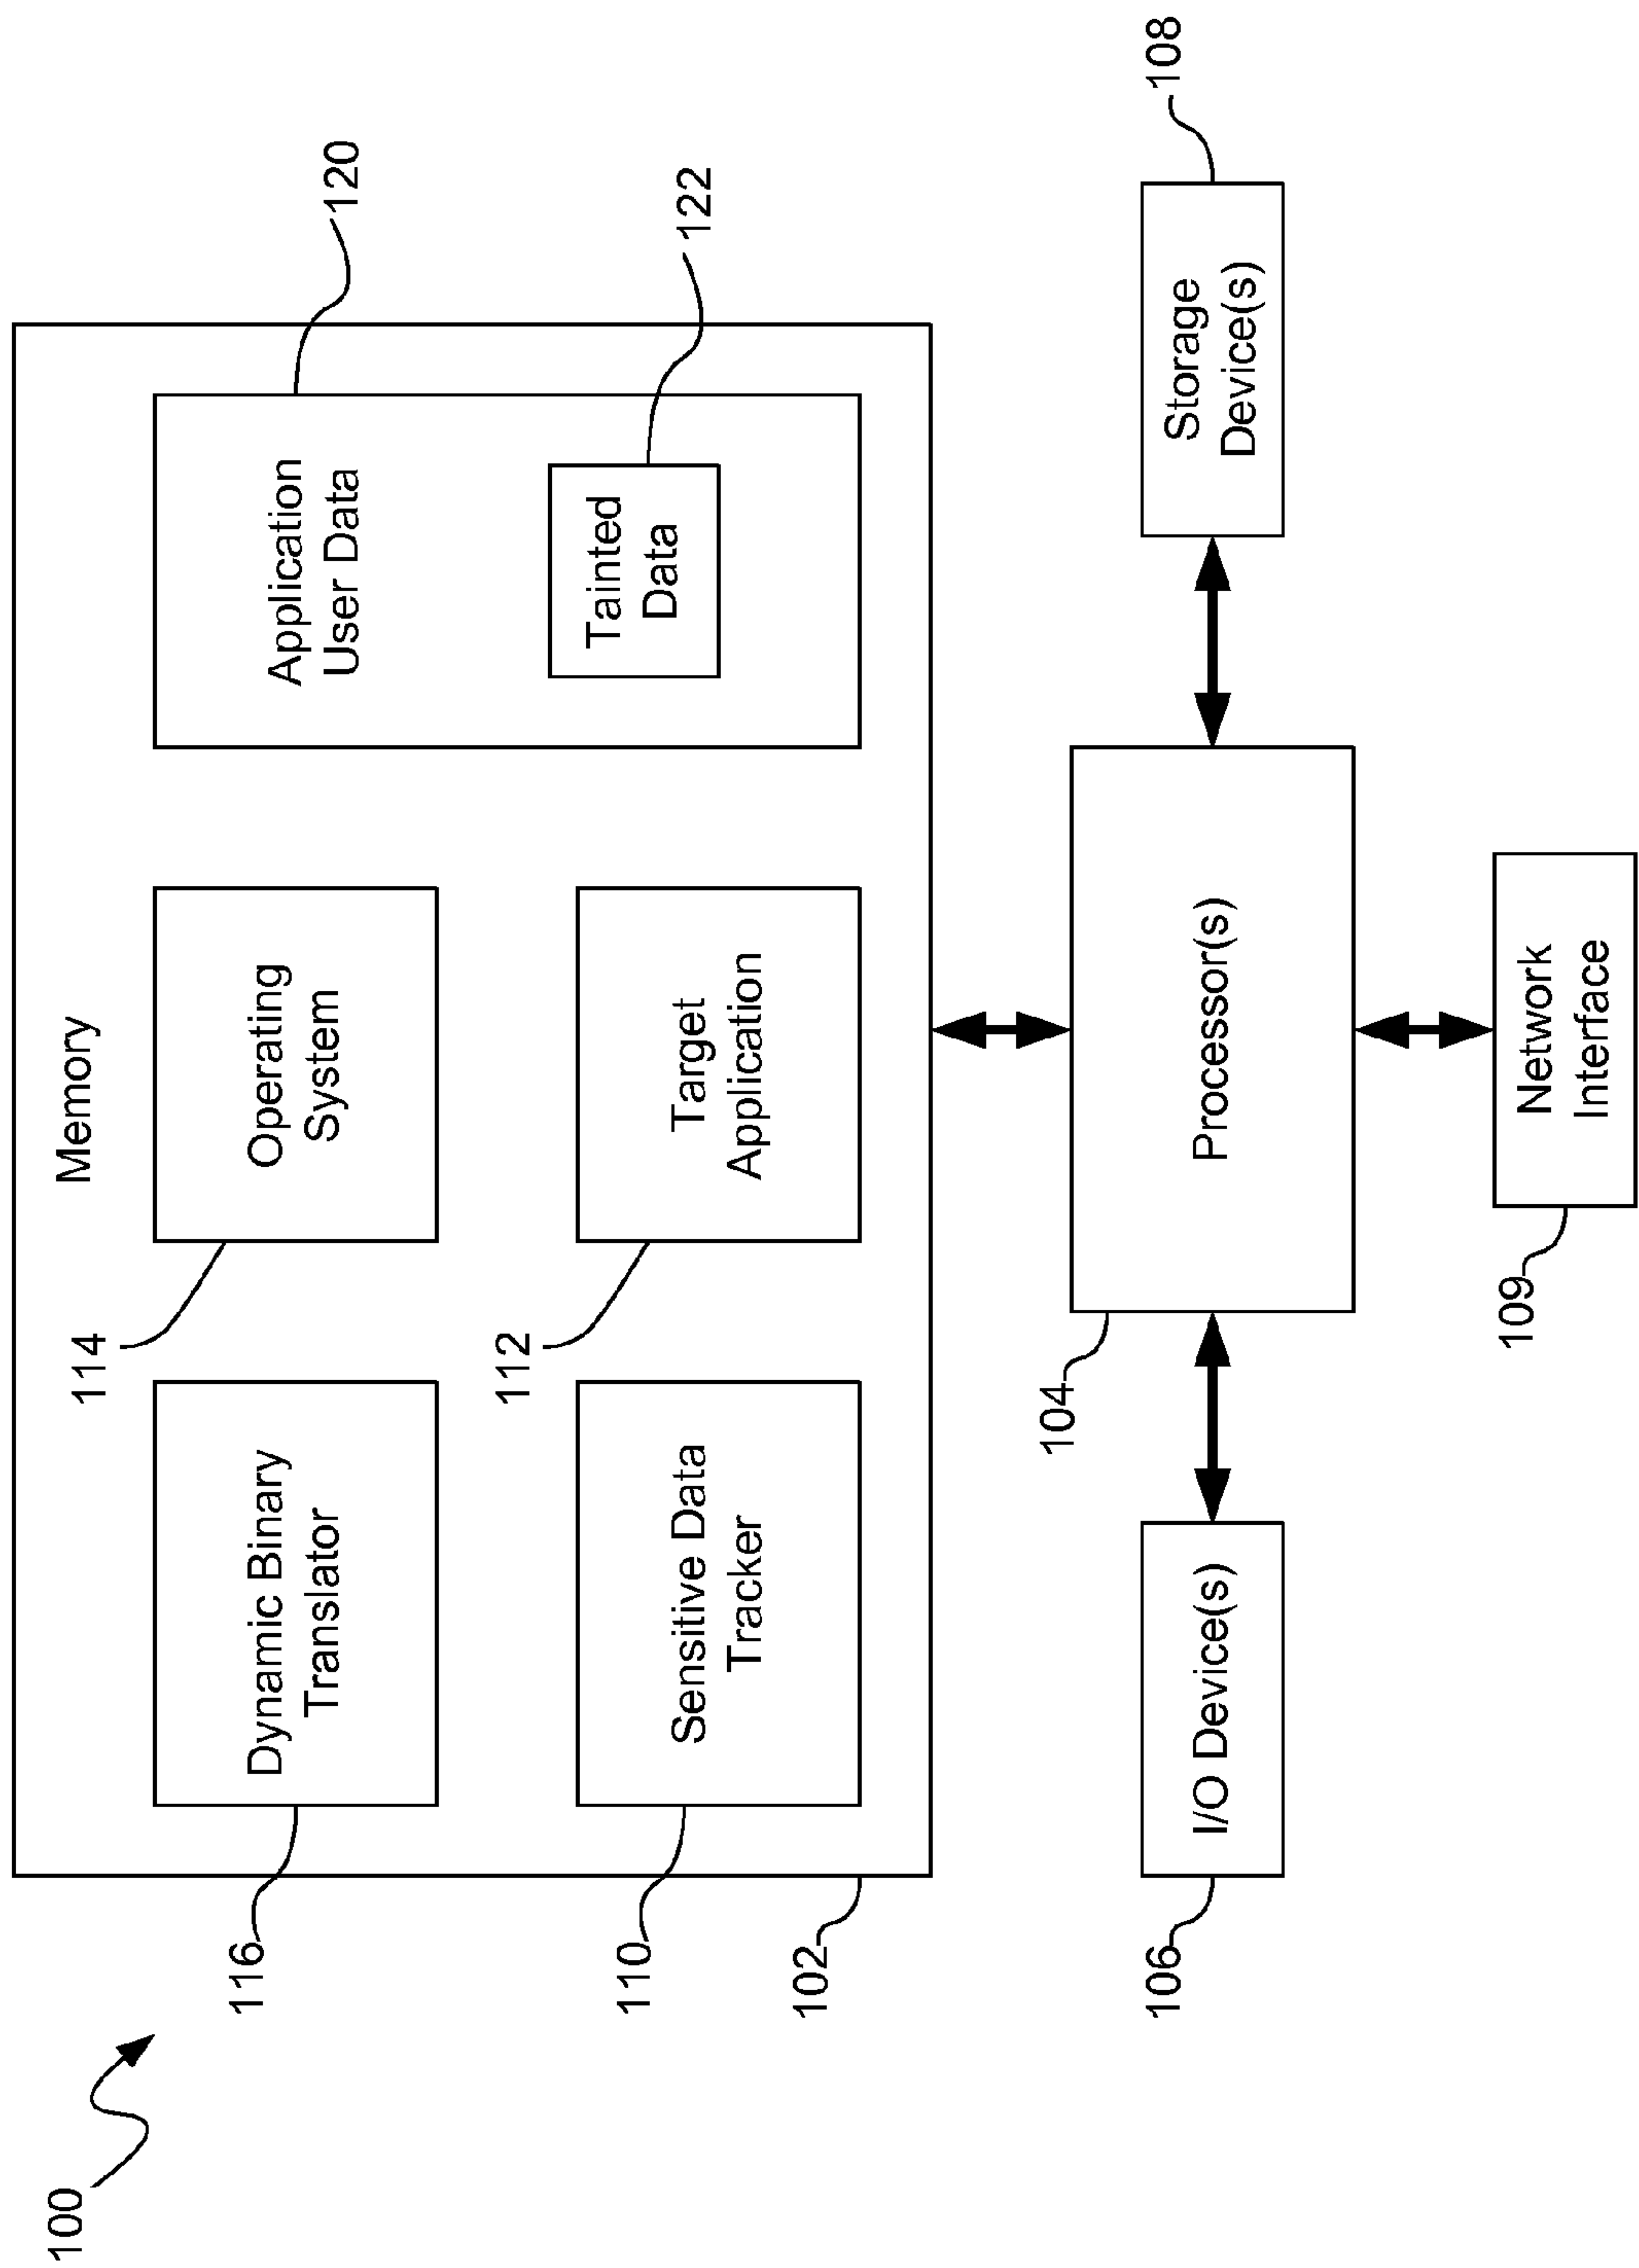 100
Memory
116
Dynamic Binary
Translator
114
Operating
System
Application
User Data
120
110
Sensitive Data
Tracker
112
Target
Application
Tainted
Data
122
102
104
Processor(s)
106
I/O Device(s)
Storage
Device(s)
108
109
Network
Interface